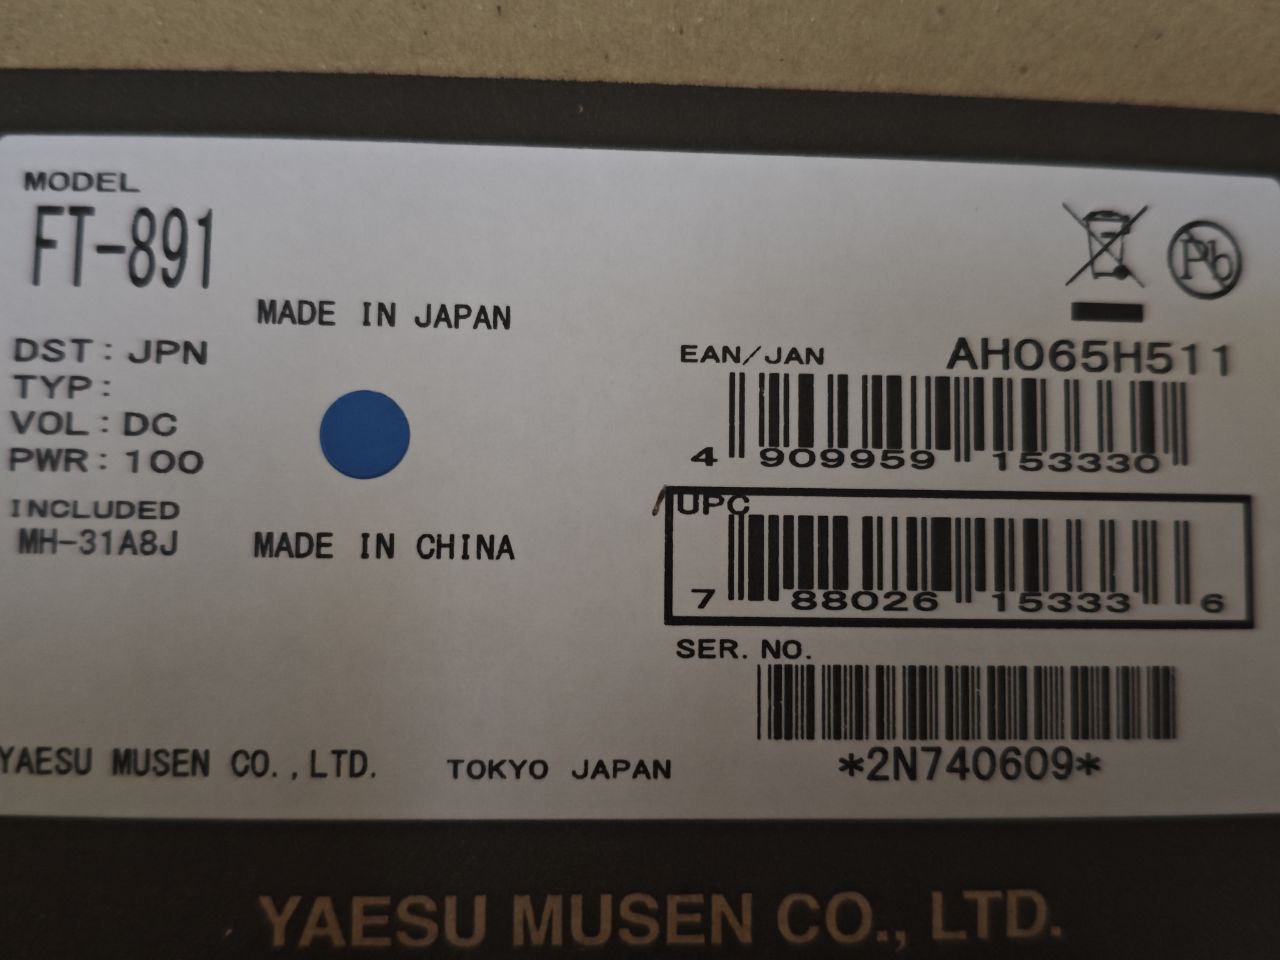 MODEL
FT-891
MADE IN JAPAN
DST: JPN
TYP:
VOL: DC
PWR: 100
INCLUDED
MH-31A8J
MADE IN CHINA
Pb
EAN/JAN AH065H511
4 909959 153330
UPC
7 88026 15333 6
SER. NO.
*2N740609*
YAESU MUSEN CO.,LTD. TOKYO JAPAN
YAESU MUSEN CO., LTD.